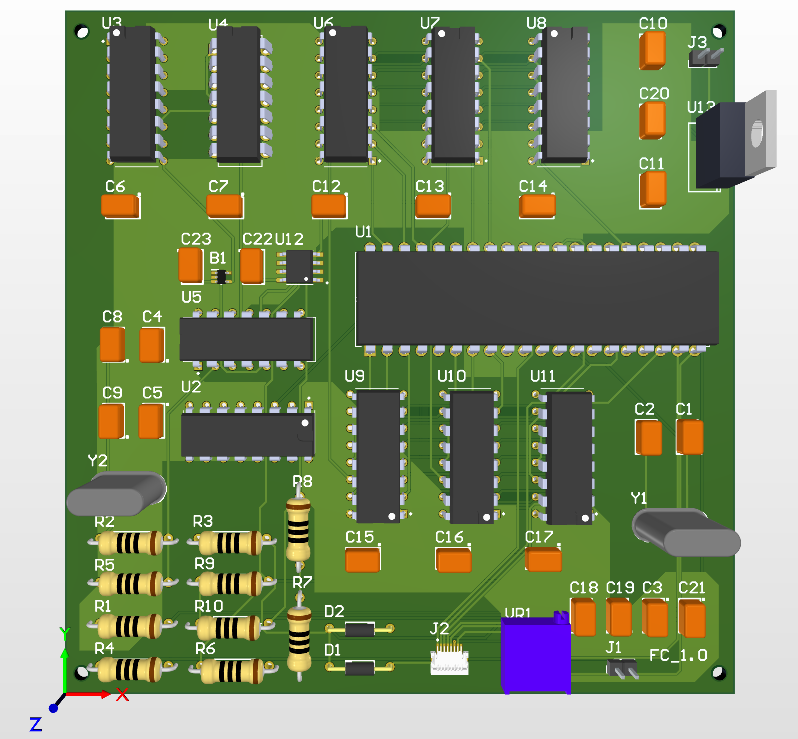 U3 U4 U6 U7 U8 C10
J3
C20
U13
C11
C6 C7 C12 C13 C14
U1
C23 C22 U12
B1
U5
C8 C4
U9 U10 U11
U2
C9 C5
C2 C1
Y2
R8
Y1
R2 R3
C15 C16 C17
R5 R9
R7
C18 C19 C3 C21
R1 R10
D2
VR1
J2
R4 R6
D1
J1
FC_1.0
Y
X
Z